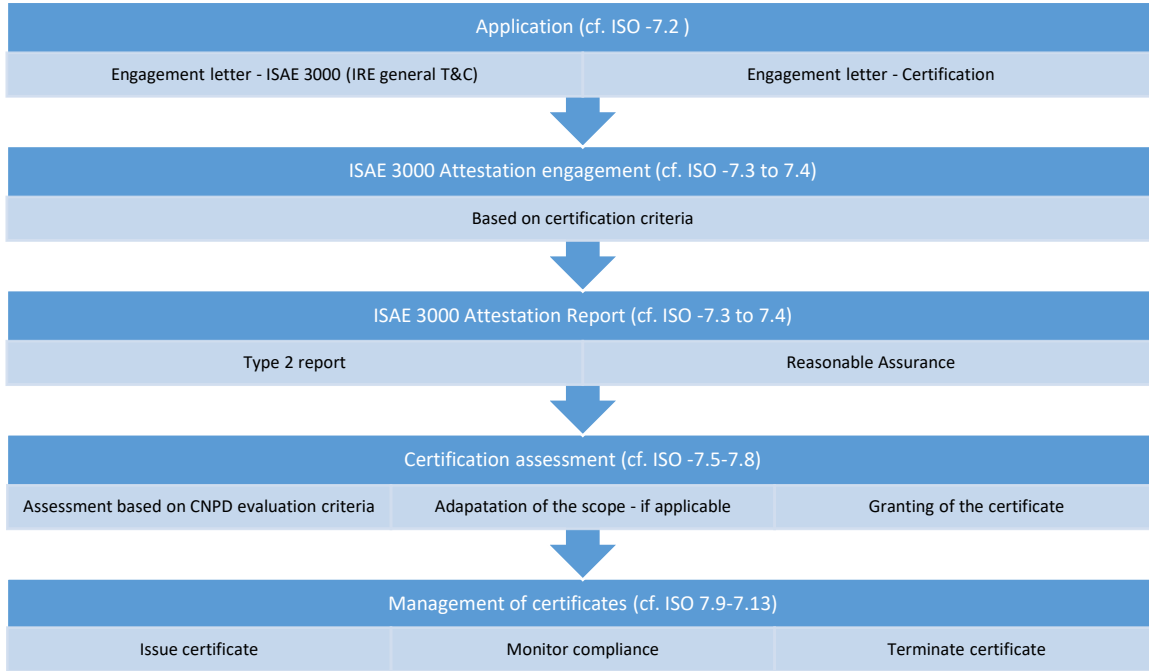 Application (cf. ISO -7.2 )
Engagement letter - ISAE 3000 (IRE general T&C)
Engagement letter - Certification
ISAE 3000 Attestation engagement (cf. ISO -7.3 to 7.4)
Based on certification criteria
ISAE 3000 Attestation Report (cf. ISO -7.3 to 7.4)
Type 2 report
Reasonable Assurance
Certification assessment (cf. ISO -7.5-7.8)
Assessment based on CNPD evaluation criteria
Adapatation of the scope - if applicable
Granting of the certificate
Management of certificates (cf. ISO 7.9-7.13)
Issue certificate
Monitor compliance
Terminate certificate